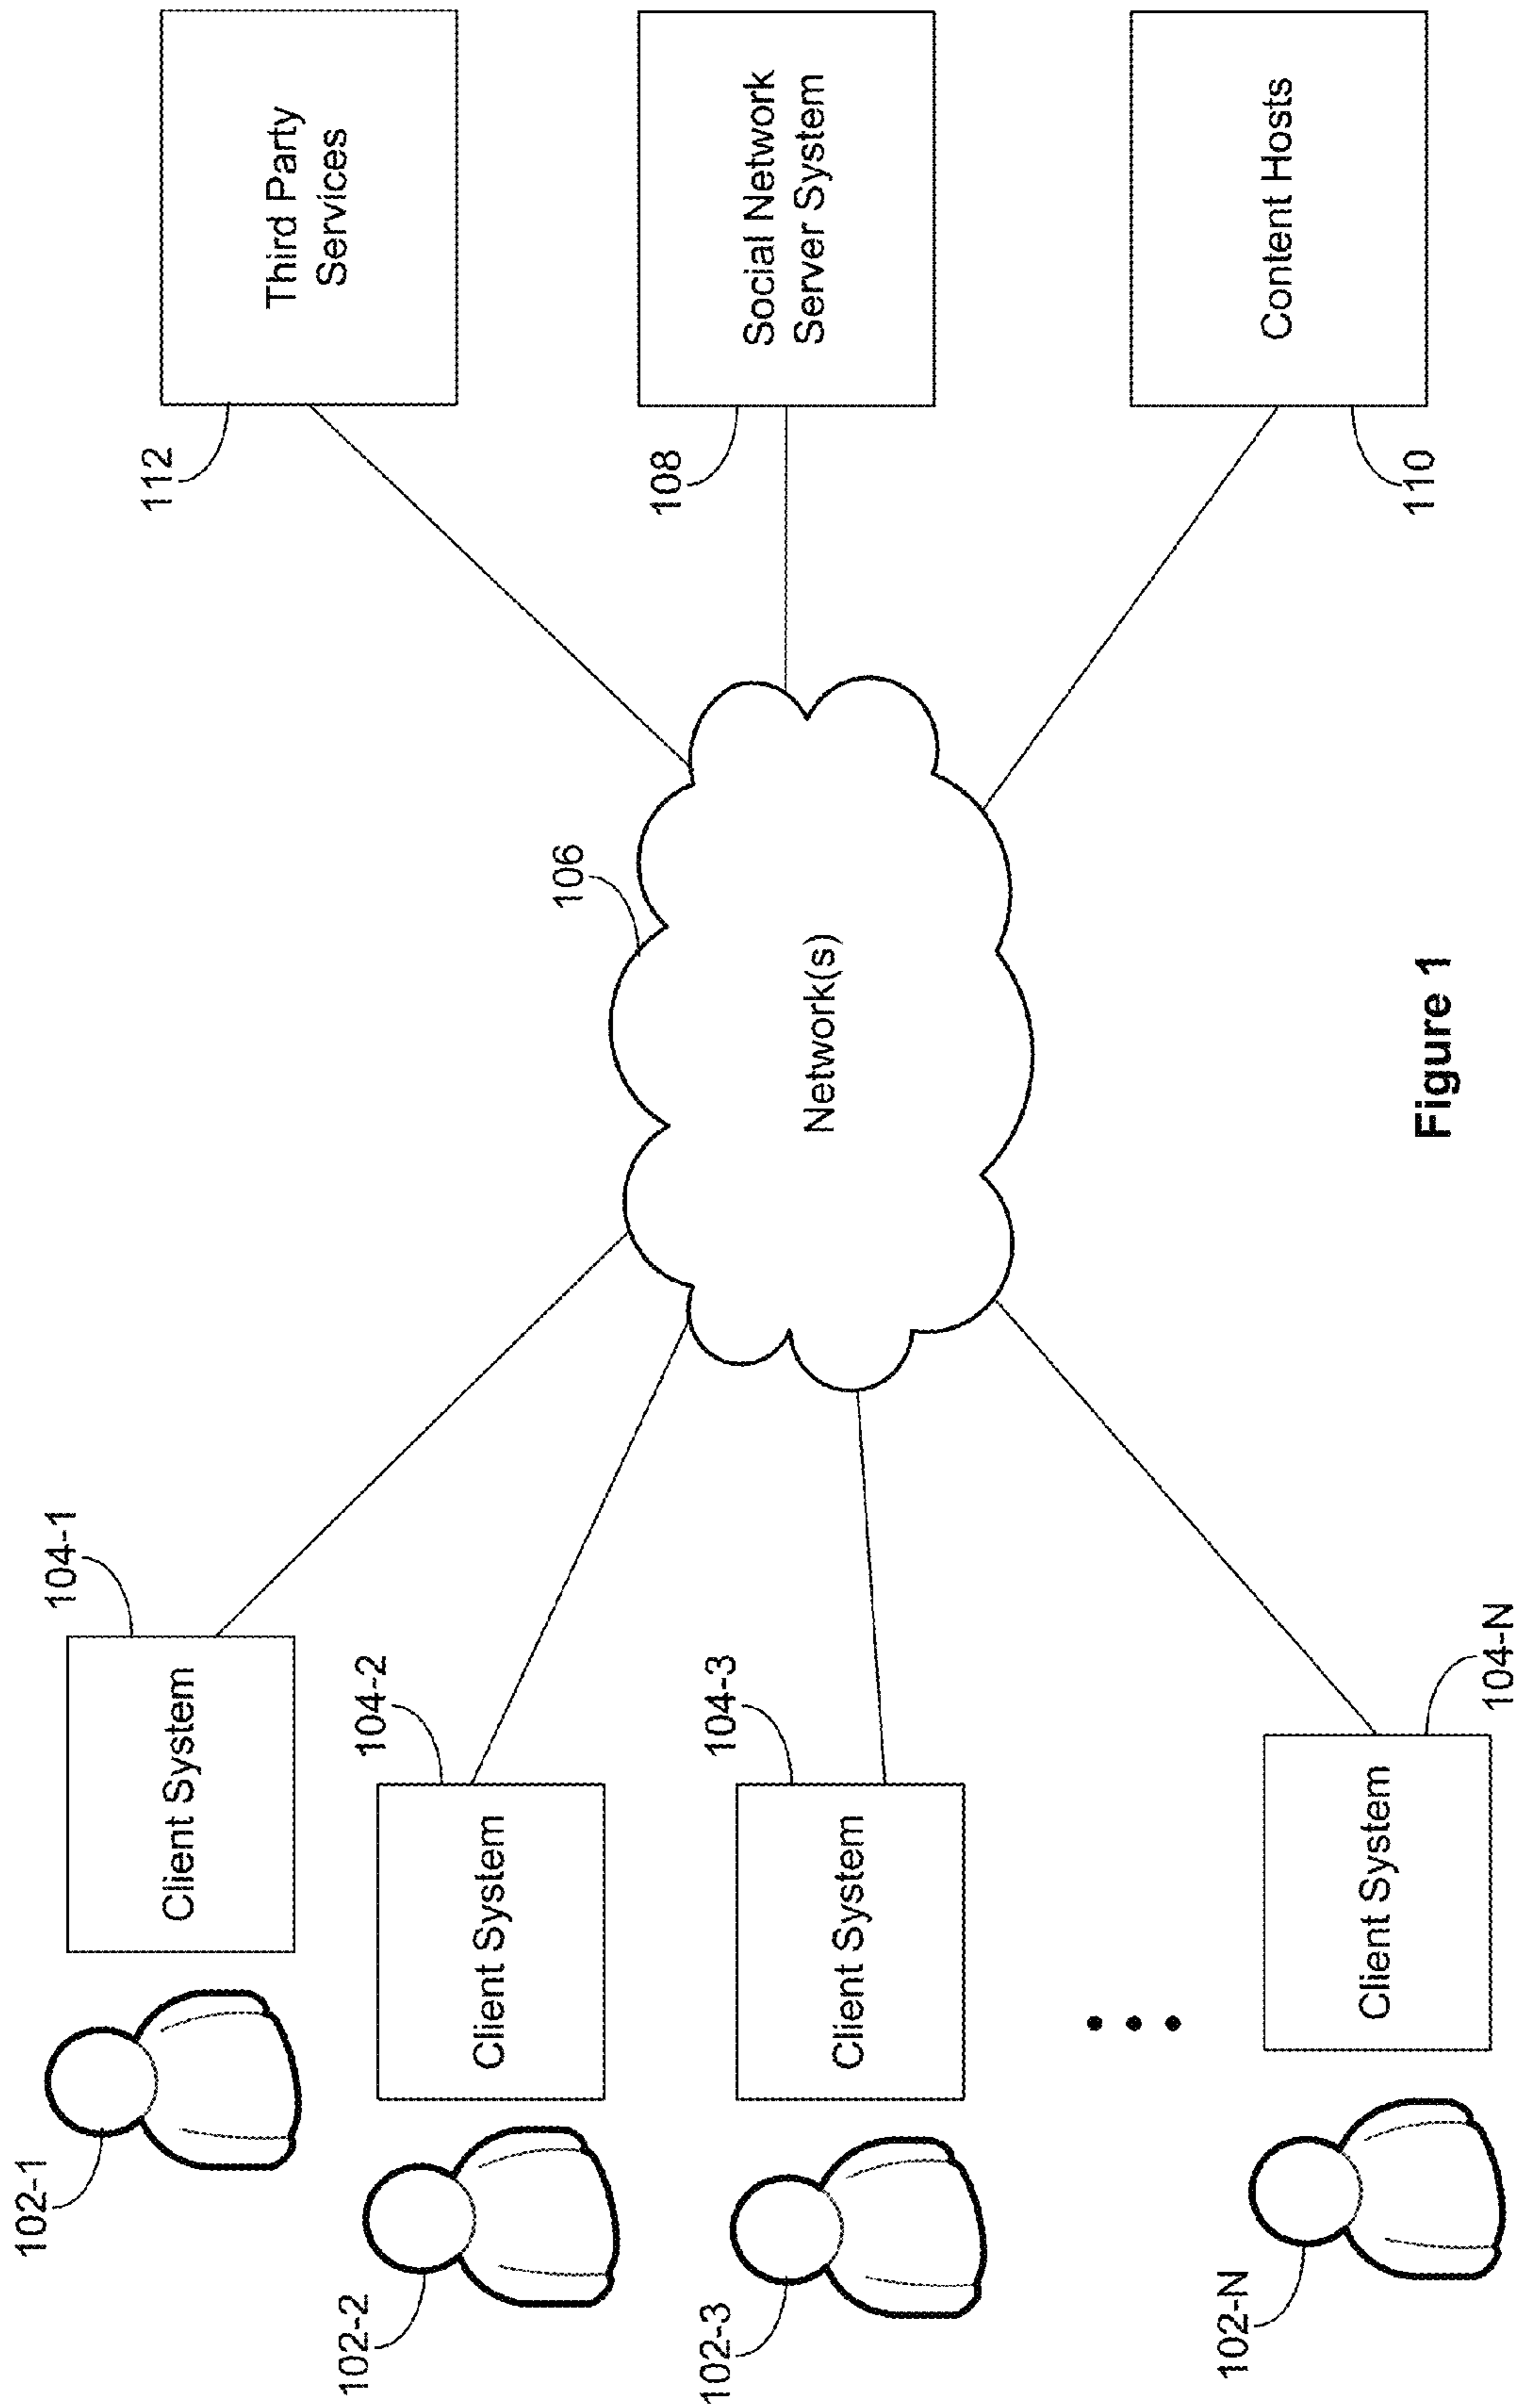 102-1
104-1
Client System
102-2
104-2
Client System
102-3
104-3
Client System
102-N
104-N
Client System
106
Network(s)
112
Third Party
Services
108
Social Network
Server System
110
Content Hosts
Figure 1